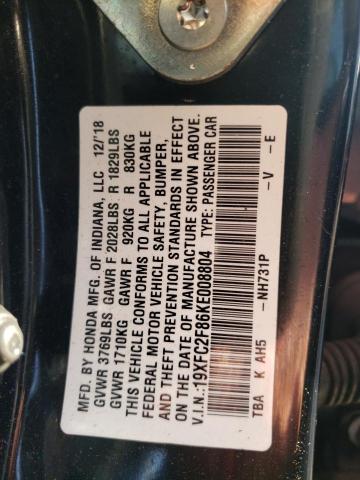 MFD. BY HONDA MFG. OF INDIANA, LLC 12/'18
GVWR 3769LBS GAWR F 2028LBS R 1829LBS
GVWR 1710KG GAWR F 920KG R 830KG
THIS VEHICLE CONFORMS TO ALL APPLICABLE
FEDERAL MOTOR VEHICLE SAFETY, BUMPER,
AND THEFT PREVENTION STANDARDS IN EFFECT
ON THE DATE OF MANUFACTURE SHOWN ABOVE.
V.I.N.:19XFC2F86KE008804 TYPE: PASSENGER CAR
-NH731P -V -E
TBA K AH5